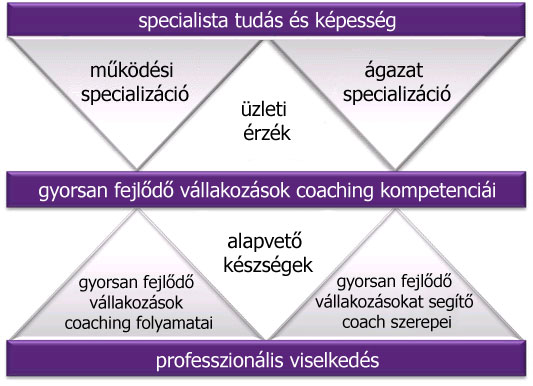 specialista tudás és képesség
működési
specializáció
ágazat
specializáció
üzleti
érzék
gyorsan fejlődő vállakozások coaching kompetenciái
alapvető
készségek
gyorsan fejlődő
vállakozások
coaching folyamatai
gyorsan fejlődő
vállakozásokat segítő
coach szerepei
professzionális viselkedés